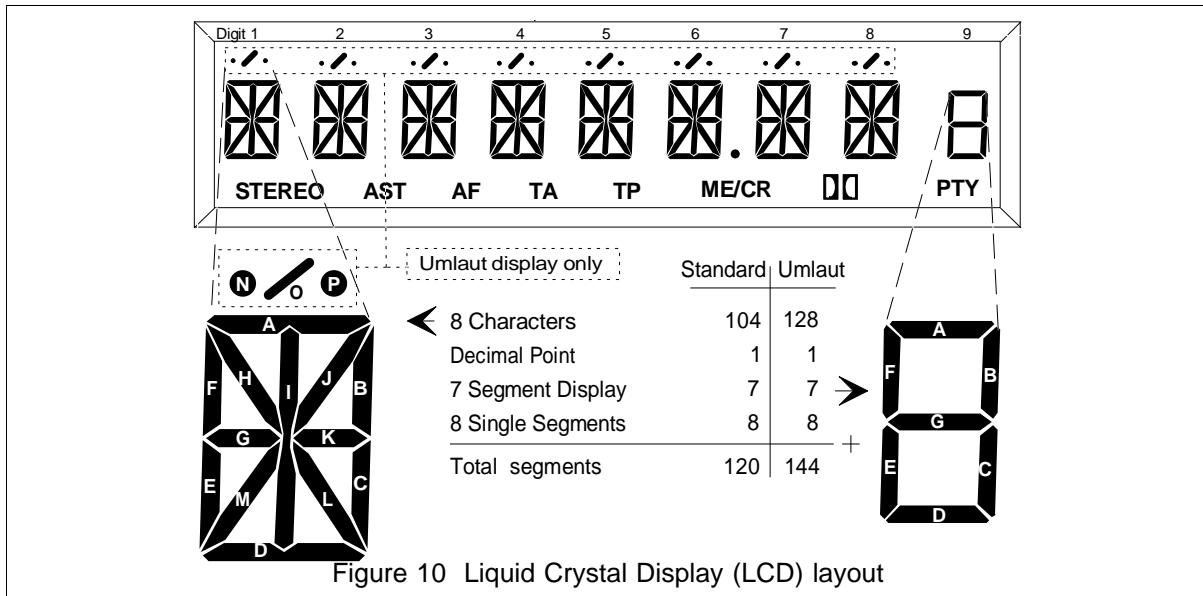 Digit 1 2 3 4 5 6 7 8 9
STEREO AST AF TA TP ME/CR PTY
N O P
Umlaut display only
Standard Umlaut
8 Characters 104 128
Decimal Point 1 1
7 Segment Display 7 7
8 Single Segments 8 8
+
Total segments 120 144
A
F H I J B
G K
E M L C
D
A
F B
G
E C
D
Figure 10 Liquid Crystal Display (LCD) layout